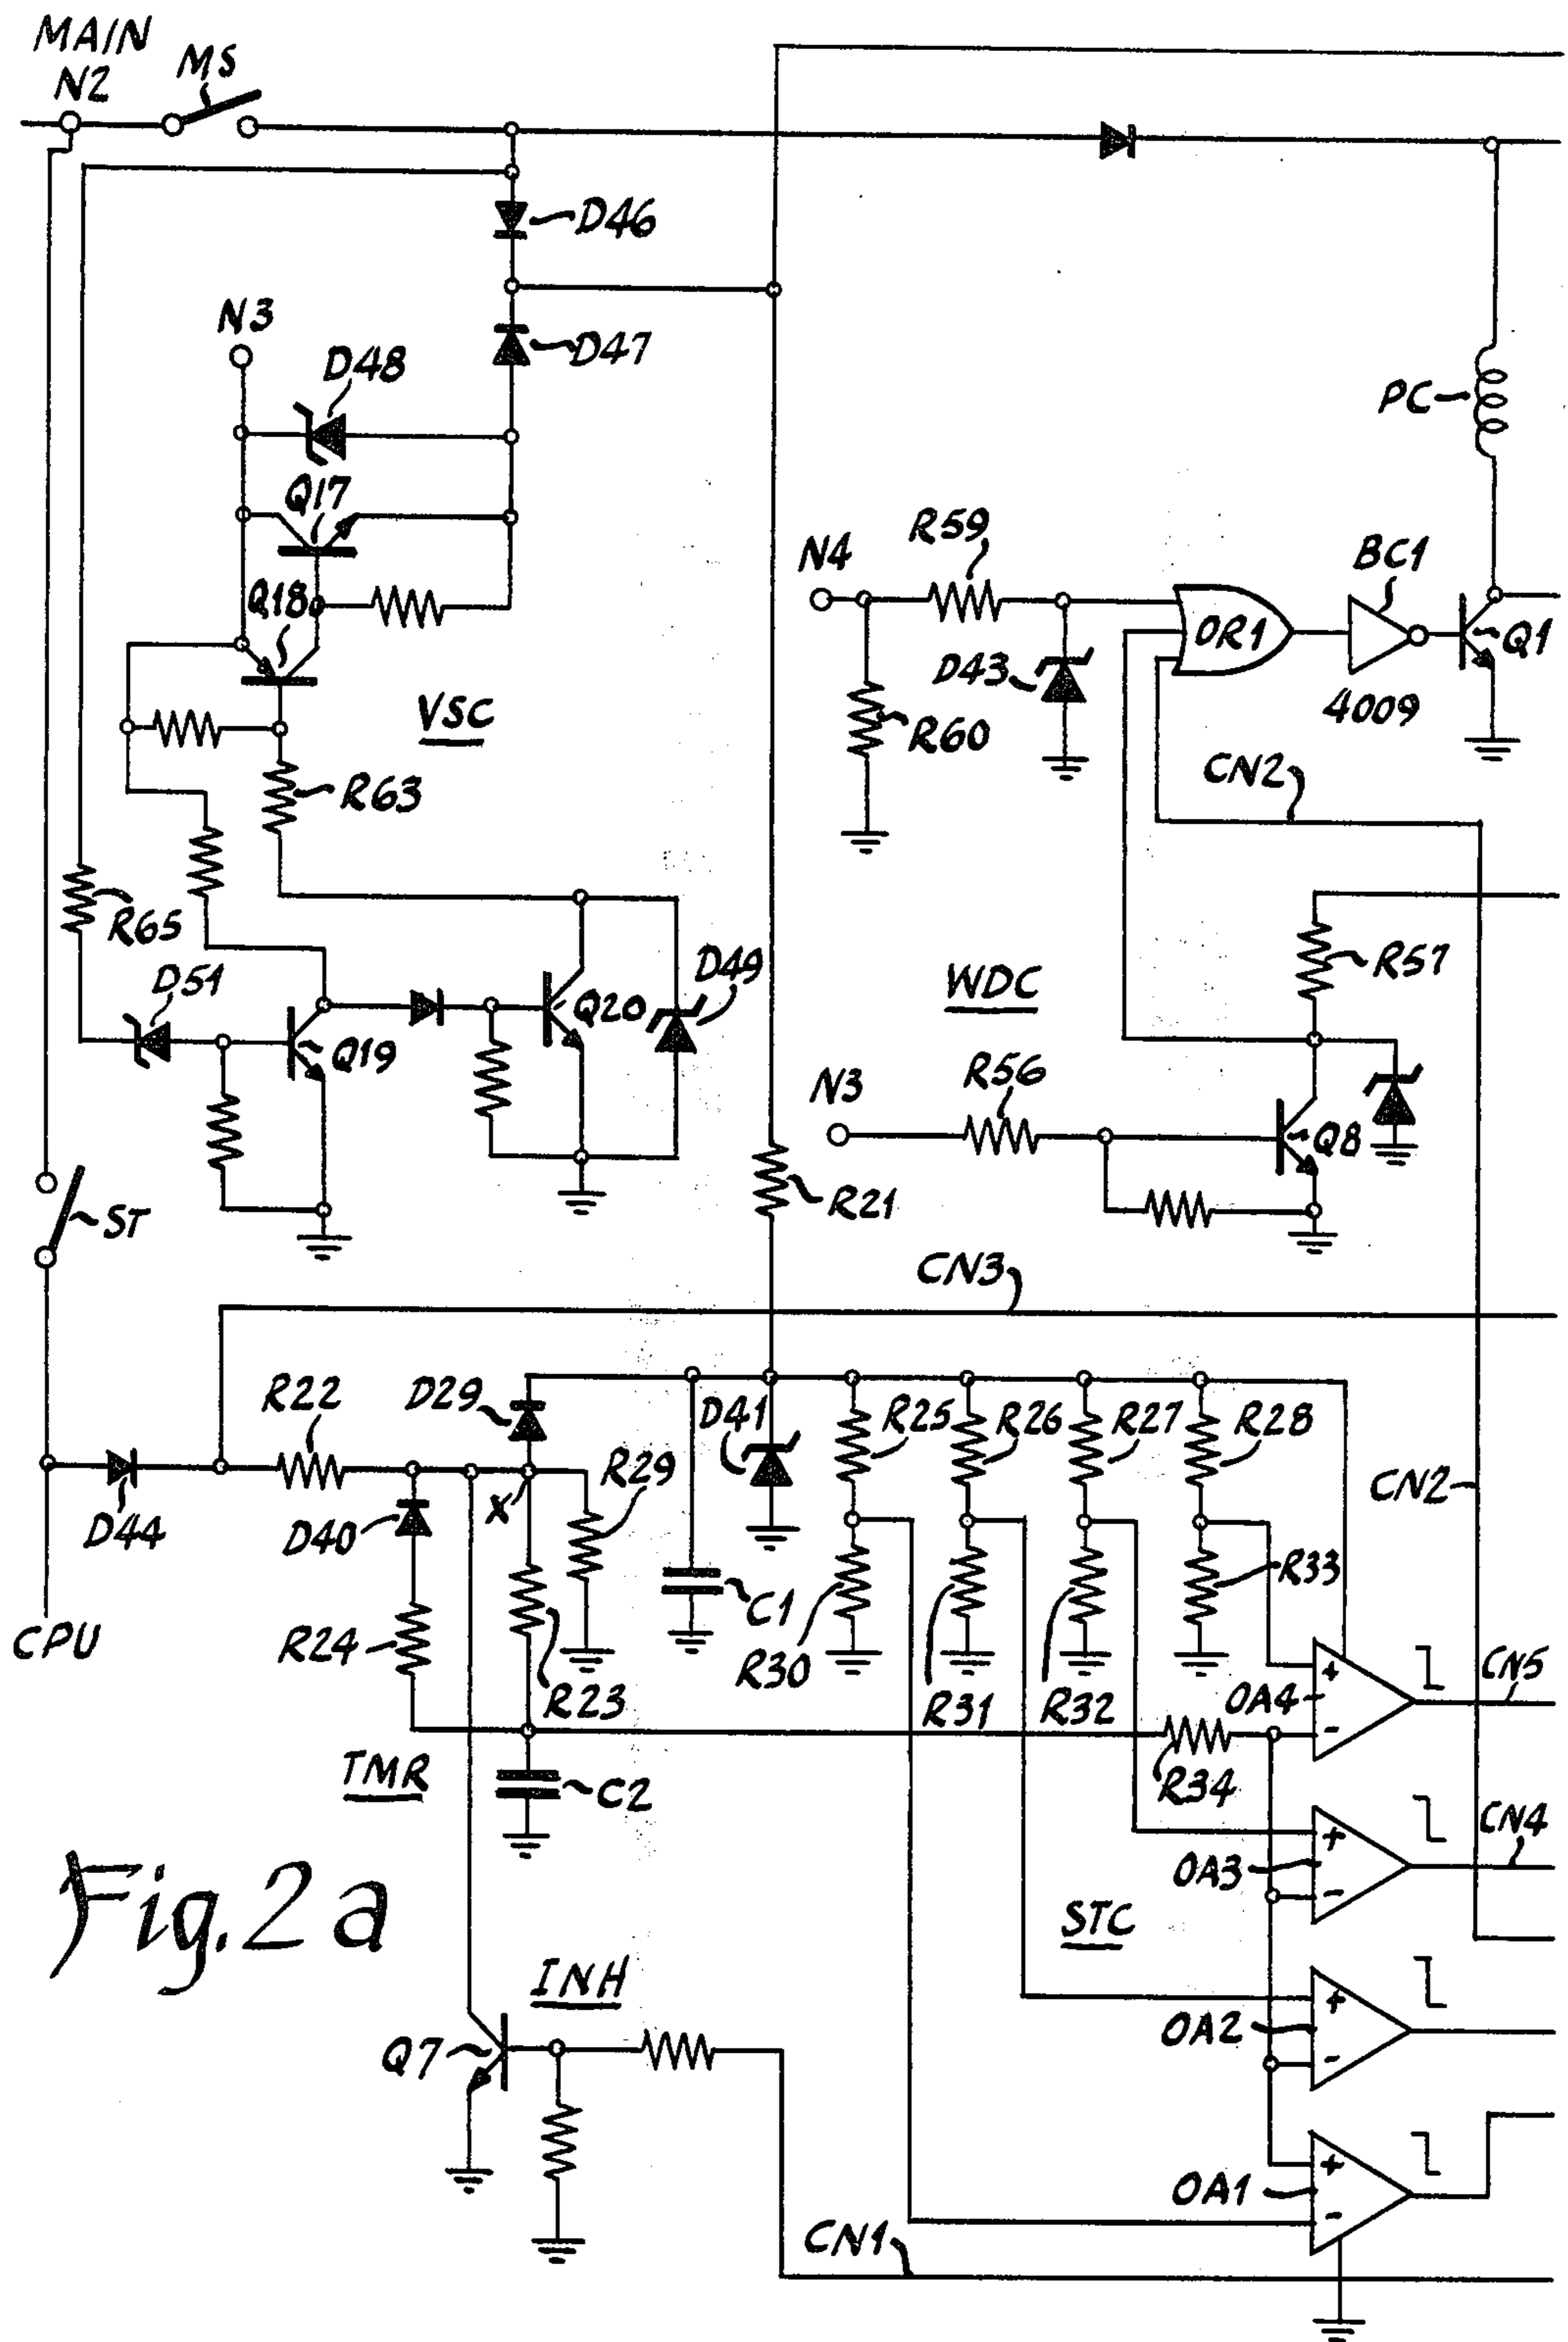 MAIN
N2
MS
D46
N3
D48
D47
PC
Q17
R59
N4
BC1
Q18
OR1
Q1
D43
VSC
R60
4009
CN2
R63
R65
D51
D49
WDC
R57
Q20
Q19
R56
N3
Q8
ST
R21
CN3
R22
D29
D41
R25
R26
R27
R28
R29
CN2
X
D44
D40
R33
C1
R24
R30
CPU
R23
R31
R32
+
OA4
-
CN5
R34
TMR
C2
CN4
+
OA3
-
Fig. 2a
STC
INH
+
OA2
-
Q7
+
OA1
-
CN1